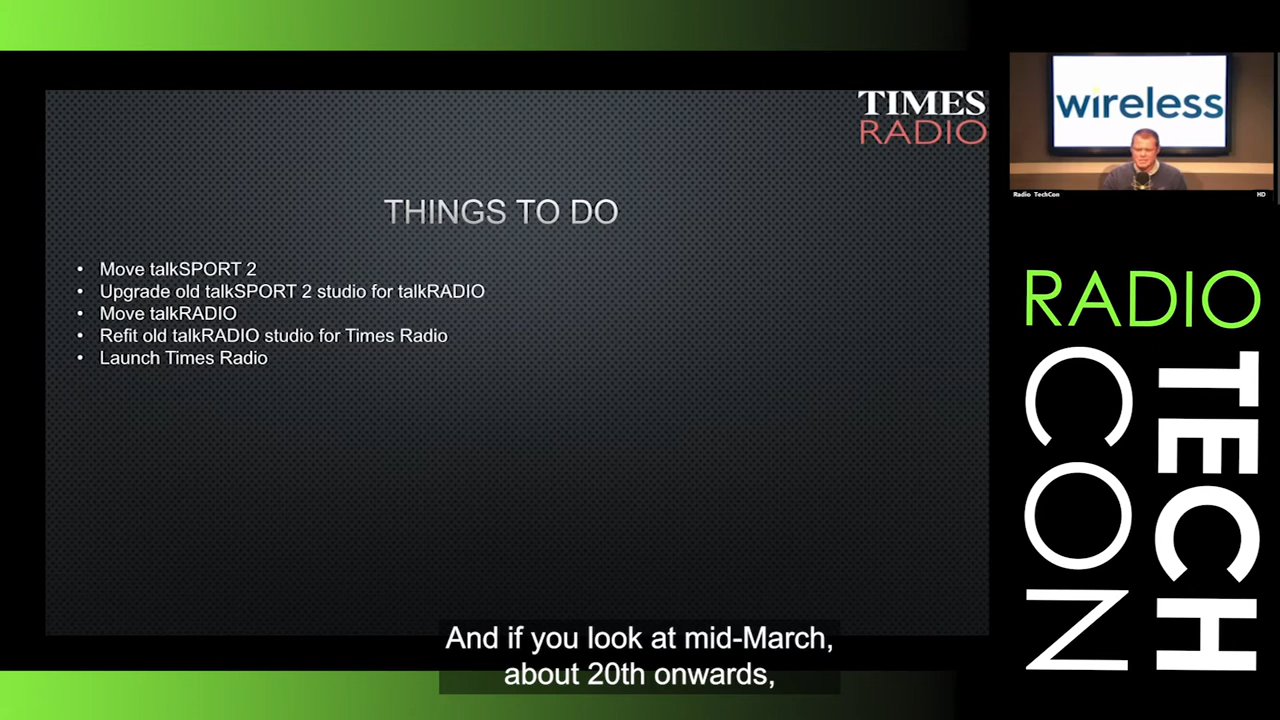 TIMES
RADIO
THINGS TO DO
• Move talkSPORT 2
• Upgrade old talkSPORT 2 studio for talkRADIO
• Move talkRADIO
• Refit old talkRADIO studio for Times Radio
• Launch Times Radio
wireless
Radio TechCon
HD
RADIO
TECH
CON
And if you look at mid-March,
about 20th onwards,